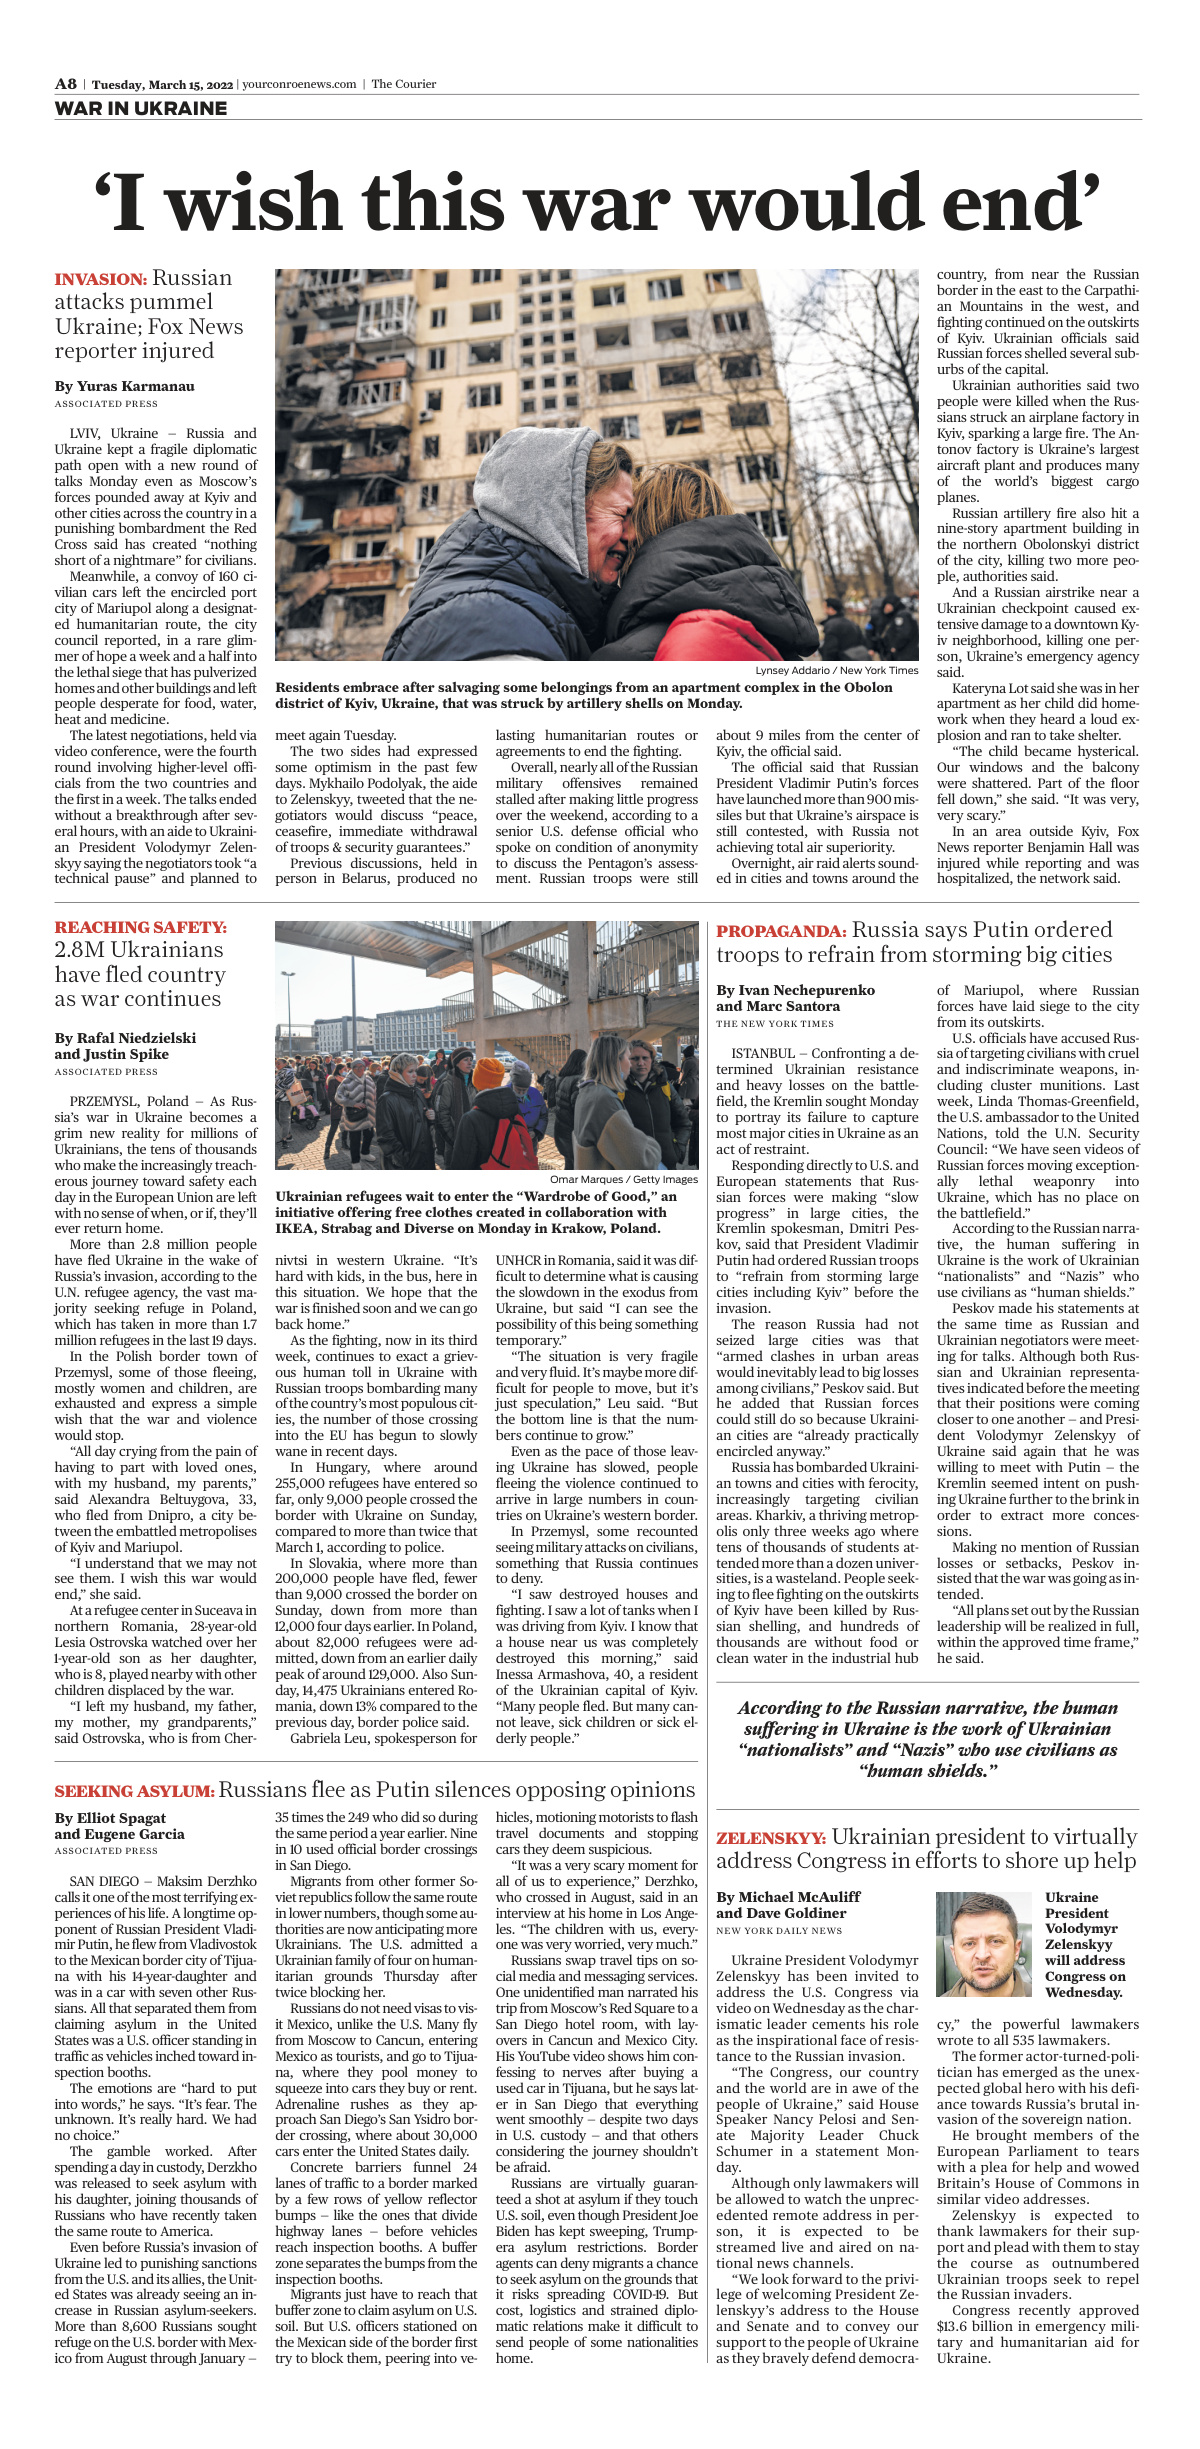 A8 | Tuesday, March 15, 2022 | yourconroenews.com | The Courier
WAR IN UKRAINE
‘I wish this war would end’
INVASION: Russian
attacks pummel
Ukraine; Fox News
reporter injured
By Yuras Karmanau
ASSOCIATED PRESS
LVIV, Ukraine — Russia and
Ukraine kept a fragile diplomatic
path open with a new round of
talks Monday even as Moscow’s
forces pounded away at Kyiv and
other cities across the country in a
punishing bombardment the Red
Cross said has created “nothing
short of a nightmare” for civilians.
Meanwhile, a convoy of 160 ci-
vilian cars left the encircled port
city of Mariupol along a designat-
ed humanitarian route, the city
council reported, in a rare glim-
mer of hope a week and a half into
the lethal siege that has pulverized
homes and other buildings and left
people desperate for food, water,
heat and medicine.
The latest negotiations, held via
video conference, were the fourth
round involving higher-level offi-
cials from the two countries and
the first in a week. The talks ended
without a breakthrough after sev-
eral hours, with an aide to Ukraini-
an President Volodymyr Zelen-
skyy saying the negotiators took “a
technical pause” and planned to
Lynsey Addario / New York Times
Residents embrace after salvaging some belongings from an apartment complex in the Obolon
district of Kyiv, Ukraine, that was struck by artillery shells on Monday.
meet again Tuesday.
The two sides had expressed
some optimism in the past few
days. Mykhailo Podolyak, the aide
to Zelenskyy, tweeted that the ne-
gotiators would discuss “peace,
ceasefire, immediate withdrawal
of troops & security guarantees.”
Previous discussions, held in
person in Belarus, produced no
lasting humanitarian routes or
agreements to end the fighting.
Overall, nearly all of the Russian
military offensives remained
stalled after making little progress
over the weekend, according to a
senior U.S. defense official who
spoke on condition of anonymity
to discuss the Pentagon’s assess-
ment. Russian troops were still
about 9 miles from the center of
Kyiv, the official said.
The official said that Russian
President Vladimir Putin’s forces
have launched more than 900 mis-
siles but that Ukraine’s airspace is
still contested, with Russia not
achieving total air superiority.
Overnight, air raid alerts sound-
ed in cities and towns around the
country, from near the Russian
border in the east to the Carpathi-
an Mountains in the west, and
fighting continued on the outskirts
of Kyiv. Ukrainian officials said
Russian forces shelled several sub-
urbs of the capital.
Ukrainian authorities said two
people were killed when the Rus-
sians struck an airplane factory in
Kyiv, sparking a large fire. The An-
tonov factory is Ukraine’s largest
aircraft plant and produces many
of the world’s biggest cargo
planes.
Russian artillery fire also hit a
nine-story apartment building in
the northern Obolonskyi district
of the city, killing two more peo-
ple, authorities said.
And a Russian airstrike near a
Ukrainian checkpoint caused ex-
tensive damage to a downtown Ky-
iv neighborhood, killing one per-
son, Ukraine’s emergency agency
said.
Kateryna Lot said she was in her
apartment as her child did home-
work when they heard a loud ex-
plosion and ran to take shelter.
“The child became hysterical.
Our windows and the balcony
were shattered. Part of the floor
fell down,” she said. “It was very,
very scary.”
In an area outside Kyiv, Fox
News reporter Benjamin Hall was
injured while reporting and was
hospitalized, the network said.
REACHING SAFETY:
2.8M Ukrainians
have fled country
as war continues
By Rafal Niedzielski
and Justin Spike
ASSOCIATED PRESS
PRZEMYSL, Poland — As Rus-
sia’s war in Ukraine becomes a
grim new reality for millions of
Ukrainians, the tens of thousands
who make the increasingly treach-
erous journey toward safety each
day in the European Union are left
with no sense of when, or if, they’ll
ever return home.
More than 2.8 million people
have fled Ukraine in the wake of
Russia’s invasion, according to the
U.N. refugee agency, the vast ma-
jority seeking refuge in Poland,
which has taken in more than 1.7
million refugees in the last 19 days.
In the Polish border town of
Przemysl, some of those fleeing,
mostly women and children, are
exhausted and express a simple
wish that the war and violence
would stop.
“All day crying from the pain of
having to part with loved ones,
with my husband, my parents,”
said Alexandra Beltuygova, 33,
who fled from Dnipro, a city be-
tween the embattled metropolises
of Kyiv and Mariupol.
“I understand that we may not
see them. I wish this war would
end,” she said.
At a refugee center in Suceava in
northern Romania, 28-year-old
Lesia Ostrovska watched over her
1-year-old son as her daughter,
who is 8, played nearby with other
children displaced by the war.
“I left my husband, my father,
my mother, my grandparents,”
said Ostrovska, who is from Cher-
Omar Marques / Getty Images
Ukrainian refugees wait to enter the “Wardrobe of Good,” an
initiative offering free clothes created in collaboration with
IKEA, Strabag and Diverse on Monday in Krakow, Poland.
nivtsi in western Ukraine. “It’s
hard with kids, in the bus, here in
this situation. We hope that the
war is finished soon and we can go
back home.”
As the fighting, now in its third
week, continues to exact a griev-
ous human toll in Ukraine with
Russian troops bombarding many
of the country’s most populous cit-
ies, the number of those crossing
into the EU has begun to slowly
wane in recent days.
In Hungary, where around
255,000 refugees have entered so
far, only 9,000 people crossed the
border with Ukraine on Sunday,
compared to more than twice that
March 1, according to police.
In Slovakia, where more than
200,000 people have fled, fewer
than 9,000 crossed the border on
Sunday, down from more than
12,000 four days earlier. In Poland,
about 82,000 refugees were ad-
mitted, down from an earlier daily
peak of around 129,000. Also Sun-
day, 14,475 Ukrainians entered Ro-
mania, down 13% compared to the
previous day, border police said.
Gabriela Leu, spokesperson for
UNHCR in Romania, said it was dif-
ficult to determine what is causing
the slowdown in the exodus from
Ukraine, but said “I can see the
possibility of this being something
temporary.”
“The situation is very fragile
and very fluid. It’s maybe more dif-
ficult for people to move, but it’s
just speculation,” Leu said. “But
the bottom line is that the num-
bers continue to grow.”
Even as the pace of those leav-
ing Ukraine has slowed, people
fleeing the violence continued to
arrive in large numbers in coun-
tries on Ukraine’s western border.
In Przemysl, some recounted
seeing military attacks on civilians,
something that Russia continues
to deny.
“I saw destroyed houses and
fighting. I saw a lot of tanks when I
was driving from Kyiv. I know that
a house near us was completely
destroyed this morning,” said
Inessa Armashova, 40, a resident
of the Ukrainian capital of Kyiv.
“Many people fled. But many can-
not leave, sick children or sick el-
derly people.”
PROPAGANDA: Russia says Putin ordered
troops to refrain from storming big cities
By Ivan Nechepurenko
and Marc Santora
THE NEW YORK TIMES
ISTANBUL — Confronting a de-
termined Ukrainian resistance
and heavy losses on the battle-
field, the Kremlin sought Monday
to portray its failure to capture
most major cities in Ukraine as an
act of restraint.
Responding directly to U.S. and
European statements that Rus-
sian forces were making “slow
progress” in large cities, the
Kremlin spokesman, Dmitri Pes-
kov, said that President Vladimir
Putin had ordered Russian troops
to “refrain from storming large
cities including Kyiv” before the
invasion.
The reason Russia had not
seized large cities was that
“armed clashes in urban areas
would inevitably lead to big losses
among civilians,” Peskov said. But
he added that Russian forces
could still do so because Ukraini-
an cities are “already practically
encircled anyway.”
Russia has bombarded Ukraini-
an towns and cities with ferocity,
increasingly targeting civilian
areas. Kharkiv, a thriving metrop-
olis only three weeks ago where
tens of thousands of students at-
tended more than a dozen univer-
sities, is a wasteland. People seek-
ing to flee fighting on the outskirts
of Kyiv have been killed by Rus-
sian shelling, and hundreds of
thousands are without food or
clean water in the industrial hub
of Mariupol, where Russian
forces have laid siege to the city
from its outskirts.
U.S. officials have accused Rus-
sia of targeting civilians with cruel
and indiscriminate weapons, in-
cluding cluster munitions. Last
week, Linda Thomas-Greenfield,
the U.S. ambassador to the United
Nations, told the U.N. Security
Council: “We have seen videos of
Russian forces moving exception-
ally lethal weaponry into
Ukraine, which has no place on
the battlefield.”
According to the Russian narra-
tive, the human suffering in
Ukraine is the work of Ukrainian
“nationalists” and “Nazis” who
use civilians as “human shields.”
Peskov made his statements at
the same time as Russian and
Ukrainian negotiators were meet-
ing for talks. Although both Rus-
sian and Ukrainian representa-
tives indicated before the meeting
that their positions were coming
closer to one another — and Presi-
dent Volodymyr Zelenskyy of
Ukraine said again that he was
willing to meet with Putin — the
Kremlin seemed intent on push-
ing Ukraine further to the brink in
order to extract more conces-
sions.
Making no mention of Russian
losses or setbacks, Peskov in-
sisted that the war was going as in-
tended.
“All plans set out by the Russian
leadership will be realized in full,
within the approved time frame,”
he said.
According to the Russian narrative, the human
suffering in Ukraine is the work of Ukrainian
“nationalists” and “Nazis” who use civilians as
“human shields.”
SEEKING ASYLUM: Russians flee as Putin silences opposing opinions
By Elliot Spagat
and Eugene Garcia
ASSOCIATED PRESS
SAN DIEGO — Maksim Derzhko
calls it one of the most terrifying ex-
periences of his life. A longtime op-
ponent of Russian President Vladi-
mir Putin, he flew from Vladivostok
to the Mexican border city of Tijua-
na with his 14-year-daughter and
was in a car with seven other Rus-
sians. All that separated them from
claiming asylum in the United
States was a U.S. officer standing in
traffic as vehicles inched toward in-
spection booths.
The emotions are “hard to put
into words,” he says. “It’s fear. The
unknown. It’s really hard. We had
no choice.”
The gamble worked. After
spending a day in custody, Derzkho
was released to seek asylum with
his daughter, joining thousands of
Russians who have recently taken
the same route to America.
Even before Russia’s invasion of
Ukraine led to punishing sanctions
from the U.S. and its allies, the Unit-
ed States was already seeing an in-
crease in Russian asylum-seekers.
More than 8,600 Russians sought
refuge on the U.S. border with Mex-
ico from August through January —
35 times the 249 who did so during
the same period a year earlier. Nine
in 10 used official border crossings
in San Diego.
Migrants from other former So-
viet republics follow the same route
in lower numbers, though some au-
thorities are now anticipating more
Ukrainians. The U.S. admitted a
Ukrainian family of four on human-
itarian grounds Thursday after
twice blocking her.
Russians do not need visas to vis-
it Mexico, unlike the U.S. Many fly
from Moscow to Cancun, entering
Mexico as tourists, and go to Tijua-
na, where they pool money to
squeeze into cars they buy or rent.
Adrenaline rushes as they ap-
proach San Diego’s San Ysidro bor-
der crossing, where about 30,000
cars enter the United States daily.
Concrete barriers funnel 24
lanes of traffic to a border marked
by a few rows of yellow reflector
bumps — like the ones that divide
highway lanes — before vehicles
reach inspection booths. A buffer
zone separates the bumps from the
inspection booths.
Migrants just have to reach that
buffer zone to claim asylum on U.S.
soil. But U.S. officers stationed on
the Mexican side of the border first
try to block them, peering into ve-
hicles, motioning motorists to flash
travel documents and stopping
cars they deem suspicious.
“It was a very scary moment for
all of us to experience,” Derzhko,
who crossed in August, said in an
interview at his home in Los Ange-
les. “The children with us, every-
one was very worried, very much.”
Russians swap travel tips on so-
cial media and messaging services.
One unidentified man narrated his
trip from Moscow’s Red Square to a
San Diego hotel room, with lay-
overs in Cancun and Mexico City.
His YouTube video shows him con-
fessing to nerves after buying a
used car in Tijuana, but he says lat-
er in San Diego that everything
went smoothly — despite two days
in U.S. custody — and that others
considering the journey shouldn’t
be afraid.
Russians are virtually guaran-
teed a shot at asylum if they touch
U.S. soil, even though President Joe
Biden has kept sweeping, Trump-
era asylum restrictions. Border
agents can deny migrants a chance
to seek asylum on the grounds that
it risks spreading COVID-19. But
cost, logistics and strained diplo-
matic relations make it difficult to
send people of some nationalities
home.
ZELENSKYY: Ukrainian president to virtually
address Congress in efforts to shore up help
By Michael McAuliff
and Dave Goldiner
NEW YORK DAILY NEWS
Ukraine President Volodymyr
Zelenskyy has been invited to
address the U.S. Congress via
video on Wednesday as the char-
ismatic leader cements his role
as the inspirational face of resis-
tance to the Russian invasion.
“The Congress, our country
and the world are in awe of the
people of Ukraine,” said House
Speaker Nancy Pelosi and Sen-
ate Majority Leader Chuck
Schumer in a statement Mon-
day.
Although only lawmakers will
be allowed to watch the unprec-
edented remote address in per-
son, it is expected to be
streamed live and aired on na-
tional news channels.
“We look forward to the privi-
lege of welcoming President Ze-
lenskyy’s address to the House
and Senate and to convey our
support to the people of Ukraine
as they bravely defend democra-
Ukraine
President
Volodymyr
Zelenskyy
will address
Congress on
Wednesday.
cy,” the powerful lawmakers
wrote to all 535 lawmakers.
The former actor-turned-poli-
tician has emerged as the unex-
pected global hero with his defi-
ance towards Russia’s brutal in-
vasion of the sovereign nation.
He brought members of the
European Parliament to tears
with a plea for help and wowed
Britain’s House of Commons in
similar video addresses.
Zelenskyy is expected to
thank lawmakers for their sup-
port and plead with them to stay
the course as outnumbered
Ukrainian troops seek to repel
the Russian invaders.
Congress recently approved
$13.6 billion in emergency mili-
tary and humanitarian aid for
Ukraine.